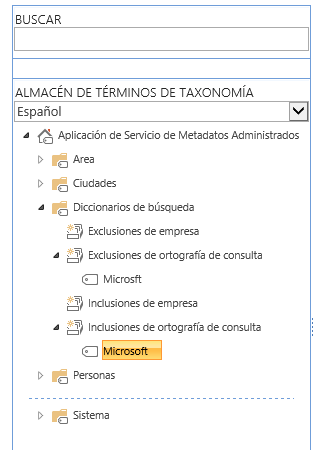 BUSCAR
ALMACÉN DE TÉRMINOS DE TAXONOMÍA
Español
Aplicación de Servicio de Metadatos Administrados
Area
Ciudades
Diccionarios de búsqueda
Exclusiones de empresa
Exclusiones de ortografía de consulta
Microsft
Inclusiones de empresa
Inclusiones de ortografía de consulta
Microsoft
Personas
Sistema